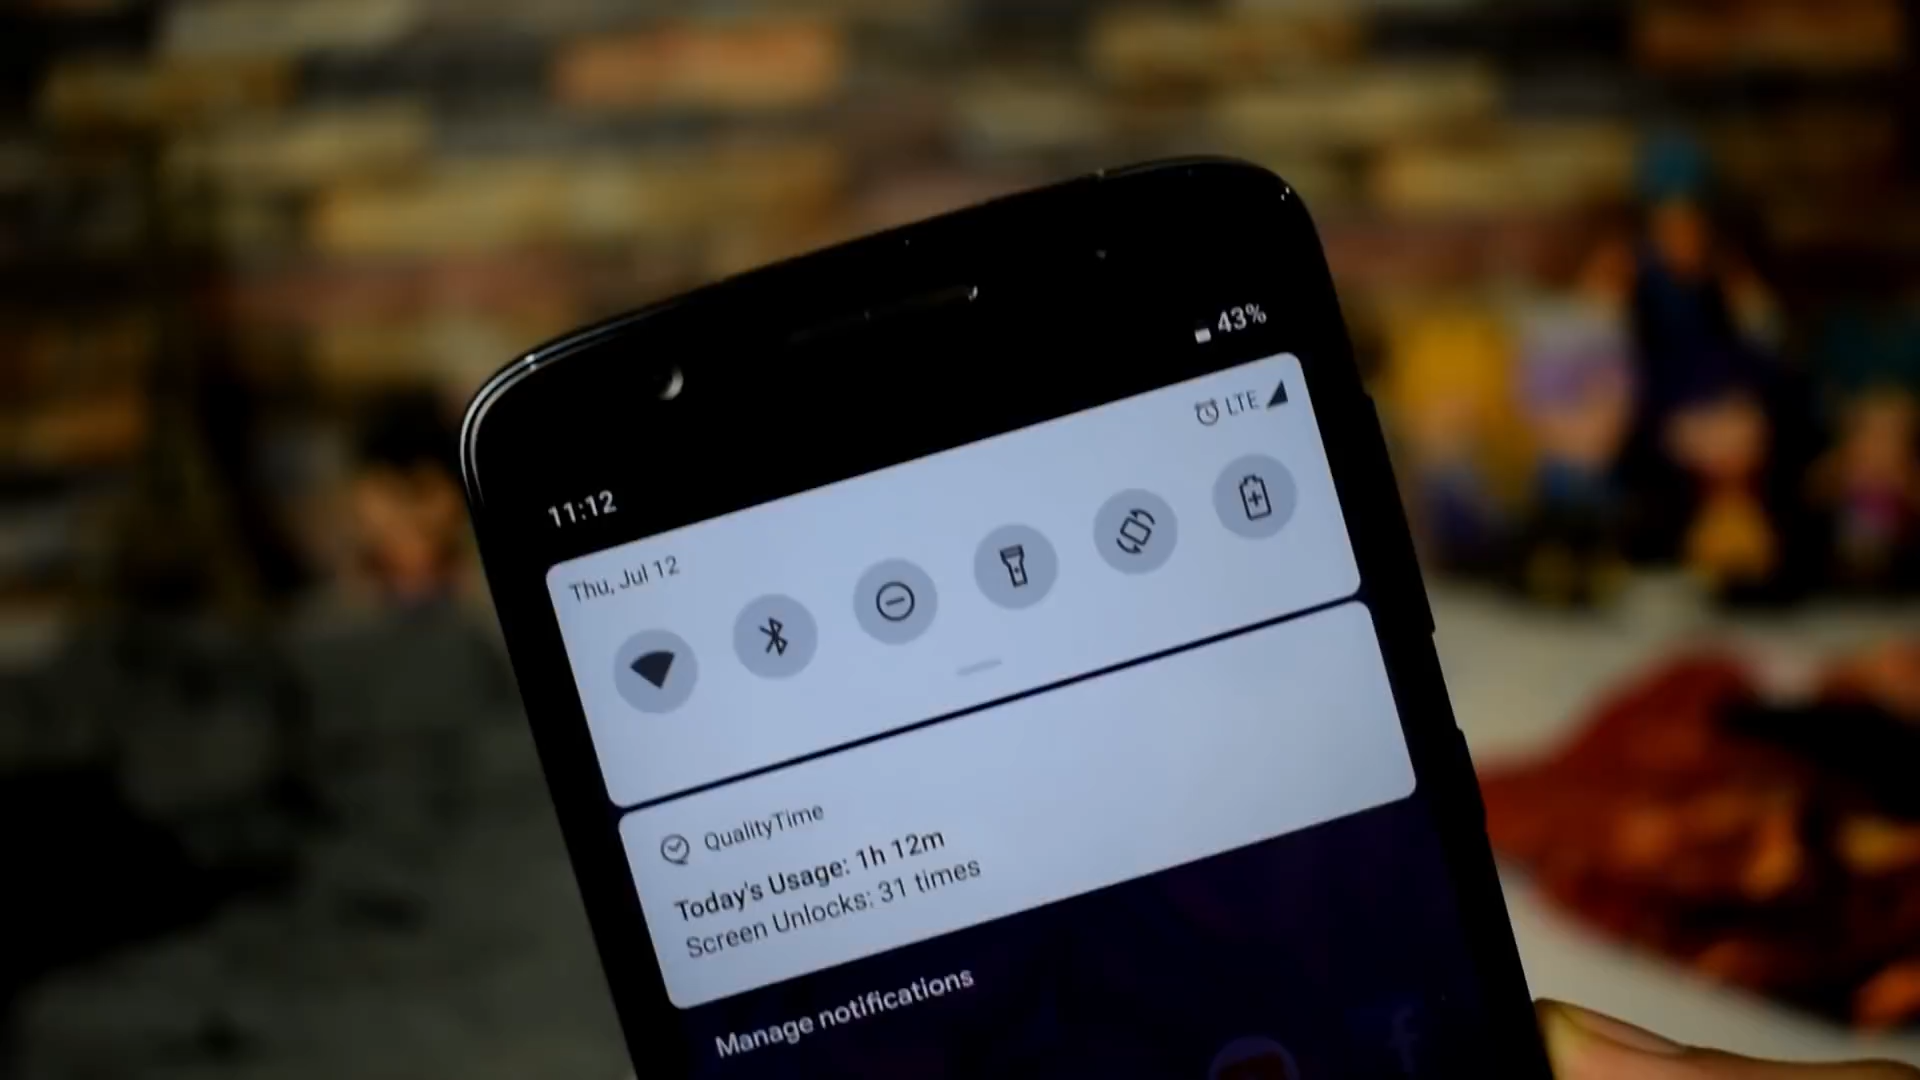 11:12
43%
LTE
Thu, Jul 12
QualityTime
Today's Usage: 1h 12m
Screen Unlocks: 31 times
Manage notifications